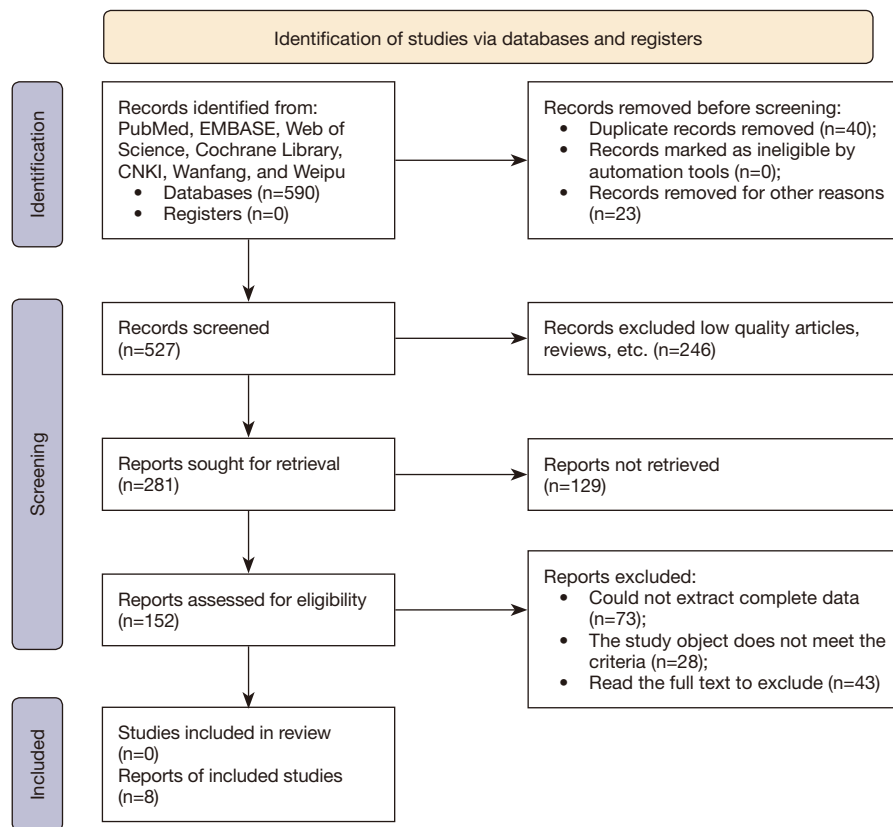 Identification of studies via databases and registers
Identification
Records identified from:
PubMed, EMBASE, Web of
Science, Cochrane Library,
CNKI, Wanfang, and Weipu
• Databases (n=590)
• Registers (n=0)
Records removed before screening:
• Duplicate records removed (n=40);
• Records marked as ineligible by
automation tools (n=0);
• Records removed for other reasons
(n=23)
Screening
Records screened
(n=527)
Records excluded low quality articles,
reviews, etc. (n=246)
Reports sought for retrieval
(n=281)
Reports not retrieved
(n=129)
Reports assessed for eligibility
(n=152)
Reports excluded:
• Could not extract complete data
(n=73);
• The study object does not meet the
criteria (n=28);
• Read the full text to exclude (n=43)
Included
Studies included in review
(n=0)
Reports of included studies
(n=8)